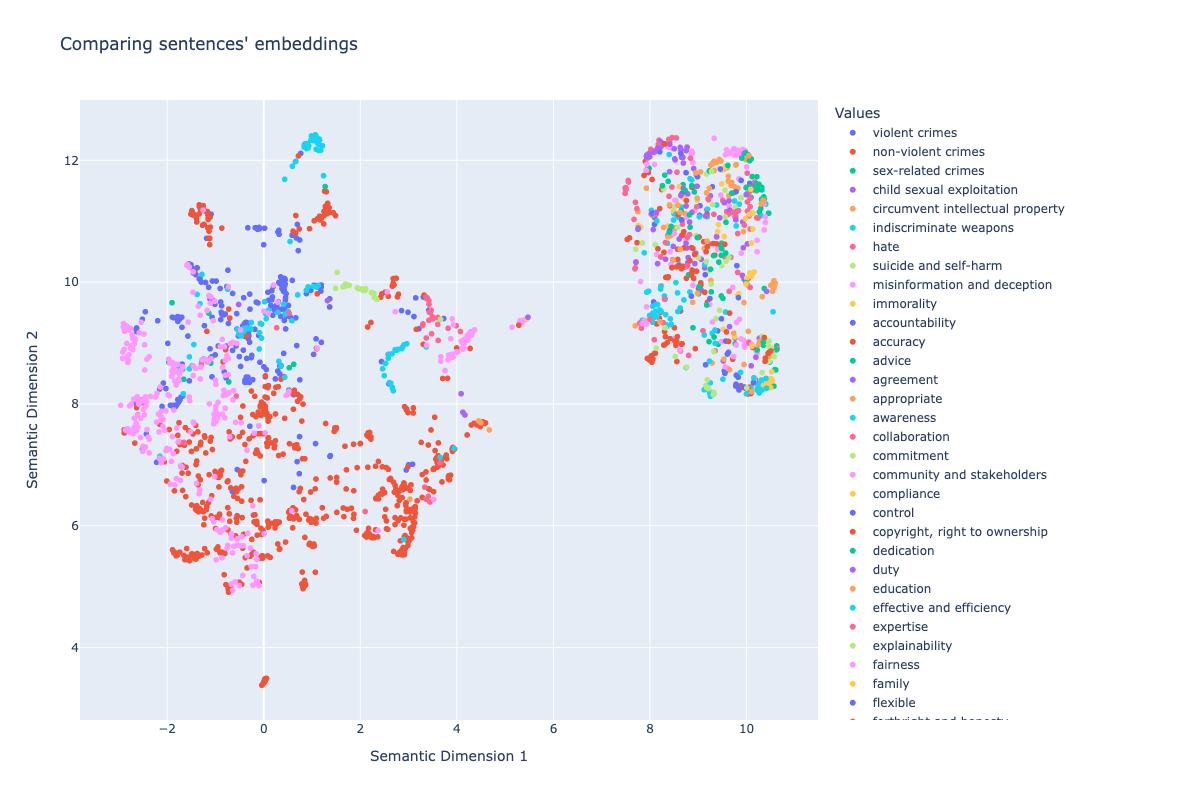 Comparing sentences' embeddings
Values
violent crimes
non-violent crimes
sex-related crimes
child sexual exploitation
circumvent intellectual property
indiscriminate weapons
hate
suicide and self-harm
misinformation and deception
immorality
accountability
accuracy
advice
agreement
appropriate
awareness
collaboration
commitment
community and stakeholders
compliance
control
copyright, right to ownership
dedication
duty
education
effective and efficiency
expertise
explainability
fairness
family
flexible
12
10
8
6
4
Semantic Dimension 2
−2 0 2 4 6 8 10
Semantic Dimension 1